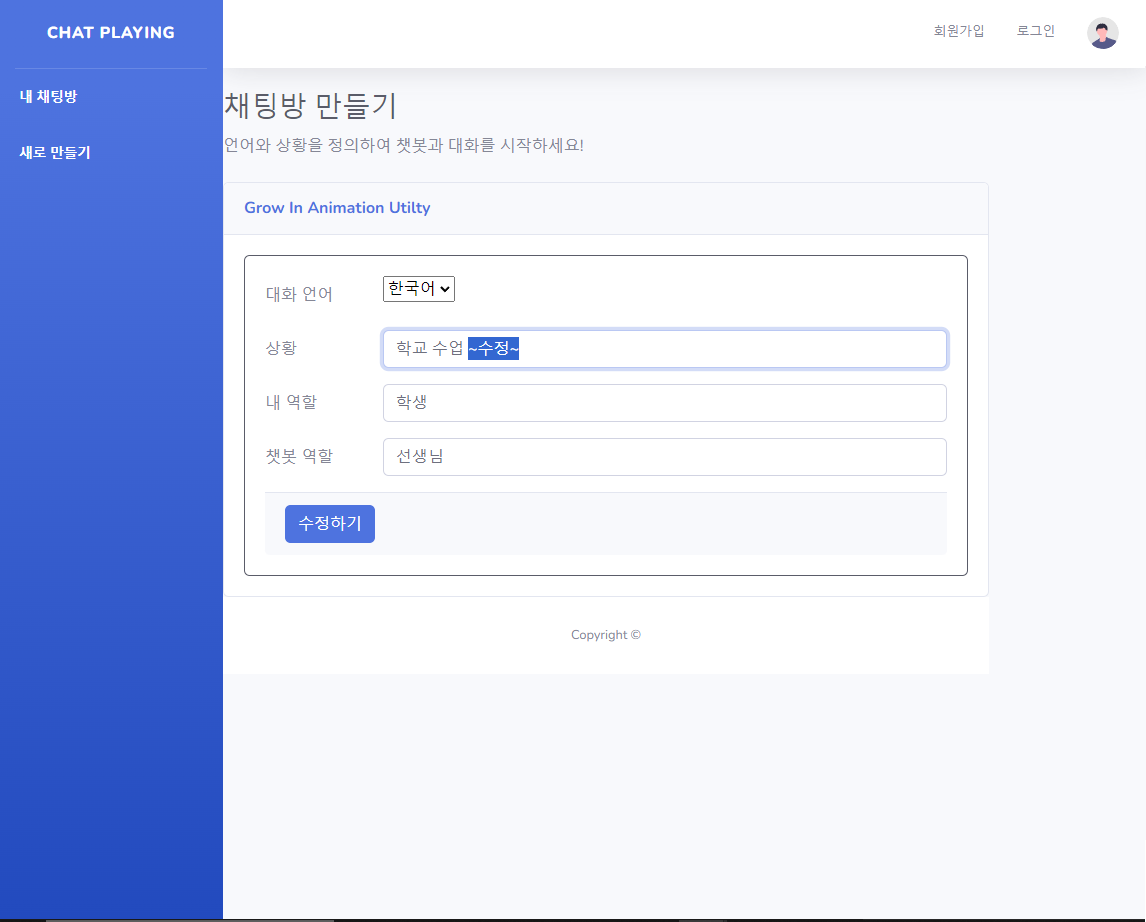 CHAT PLAYING
회원가입 로그인
내 채팅방
새로 만들기
채팅방 만들기
언어와 상황을 정의하여 챗봇과 대화를 시작하세요!
Grow In Animation Utilty
대화 언어 한국어
상황 학교 수업 ~수정~
내 역할 학생
챗봇 역할 선생님
수정하기
Copyright ©